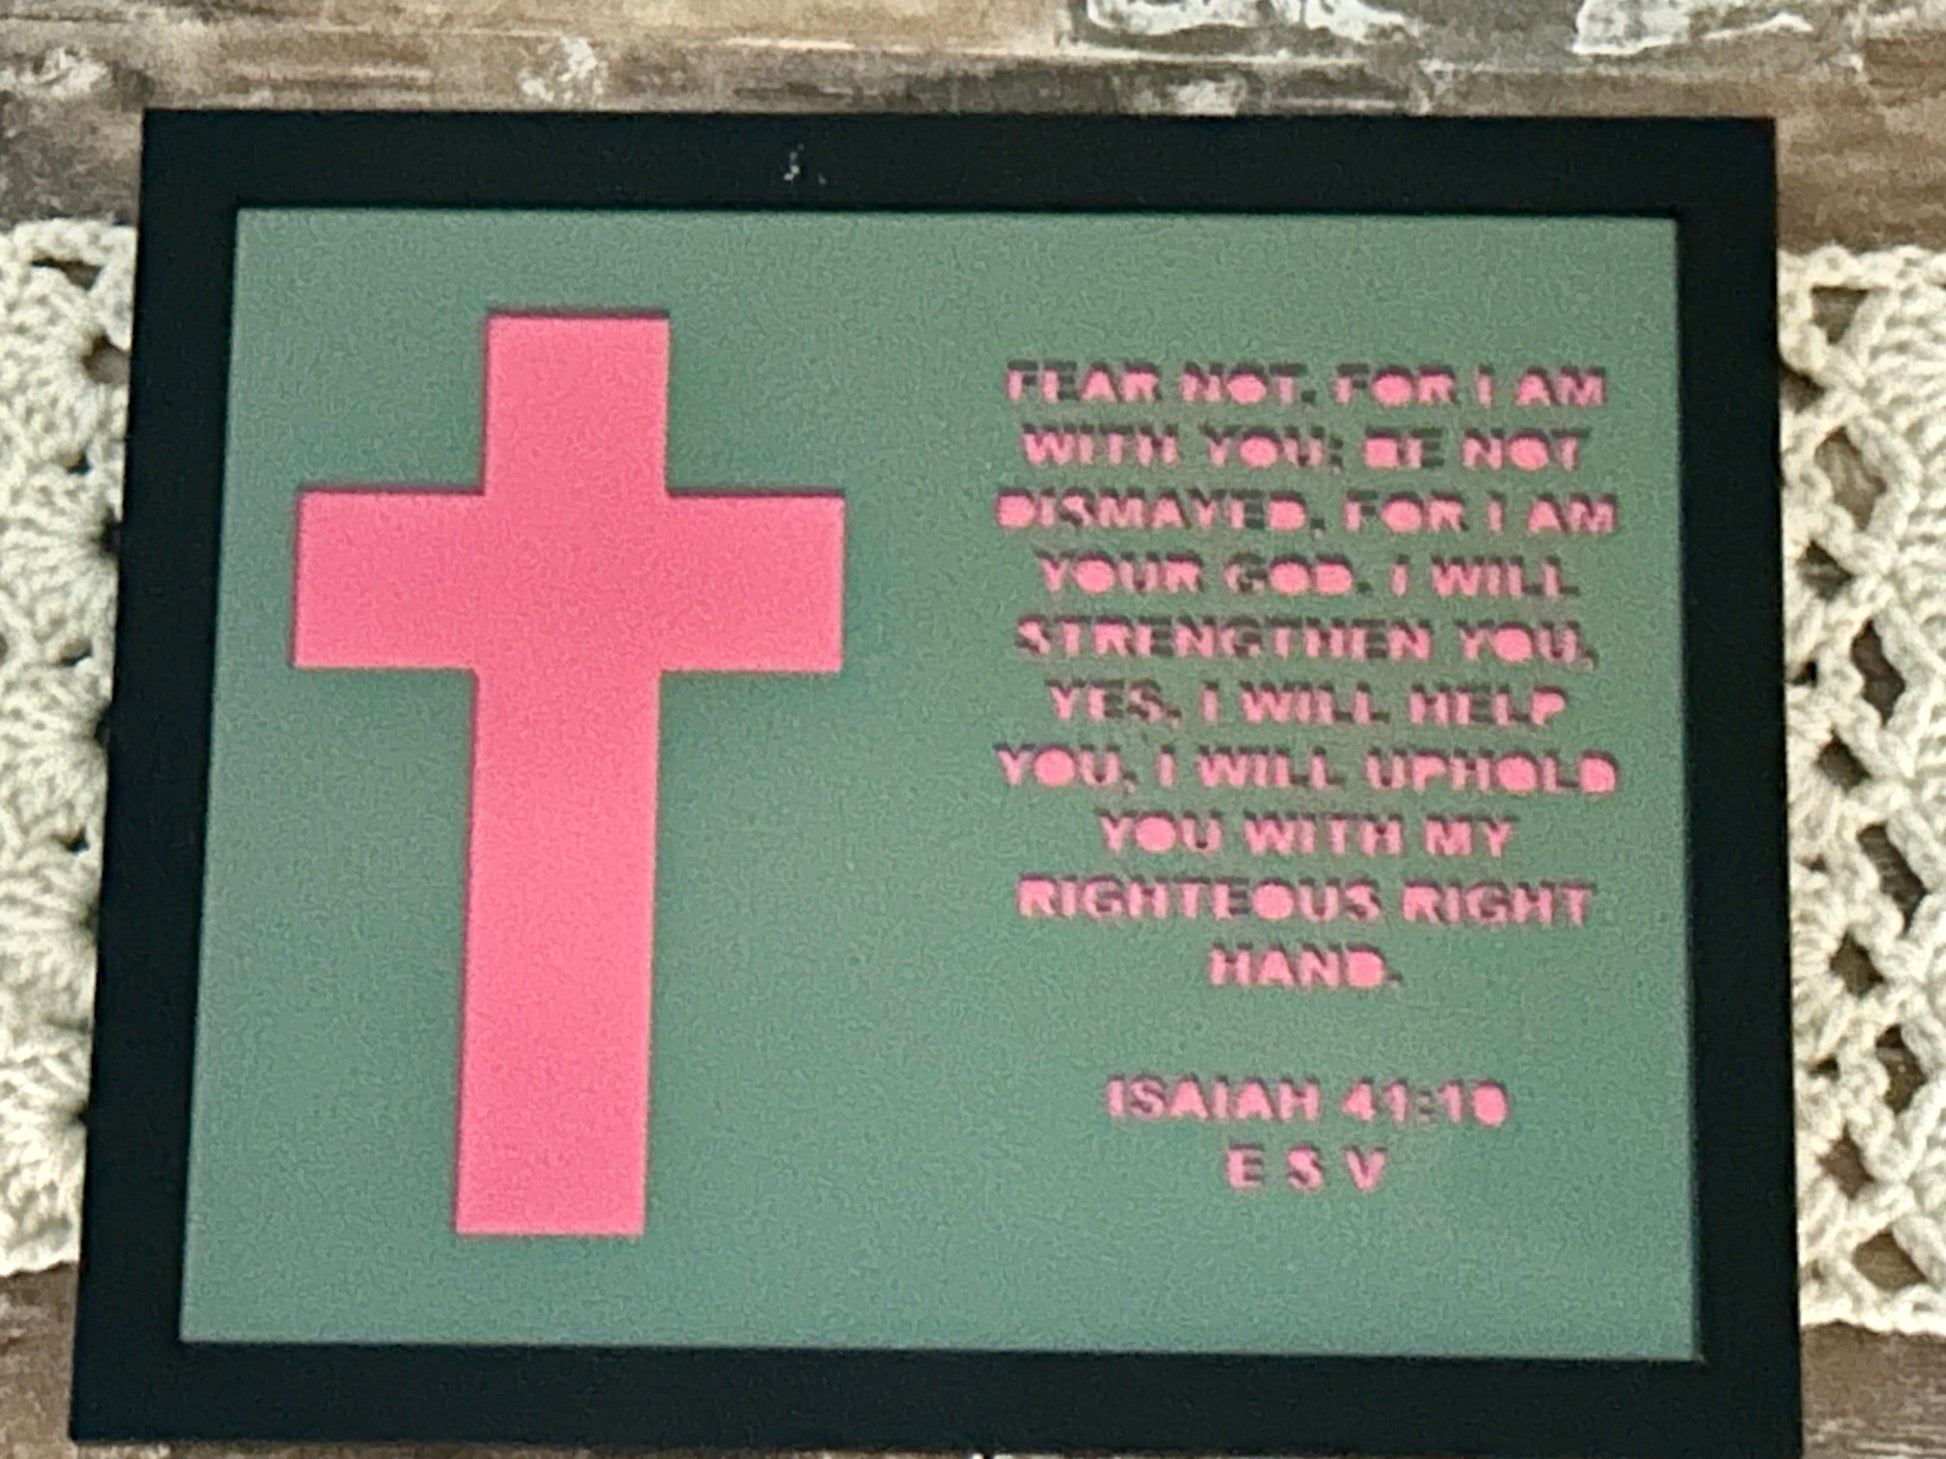 FEAR NOT, FOR I AM
WITH YOU; BE NOT
DISMAYED, FOR I AM
YOUR GOD. I WILL
STRENGTHEN YOU,
YES, I WILL HELP
YOU, I WILL UPHOLD
YOU WITH MY
RIGHTEOUS RIGHT
HAND.
ISAIAH 41:10
E S V